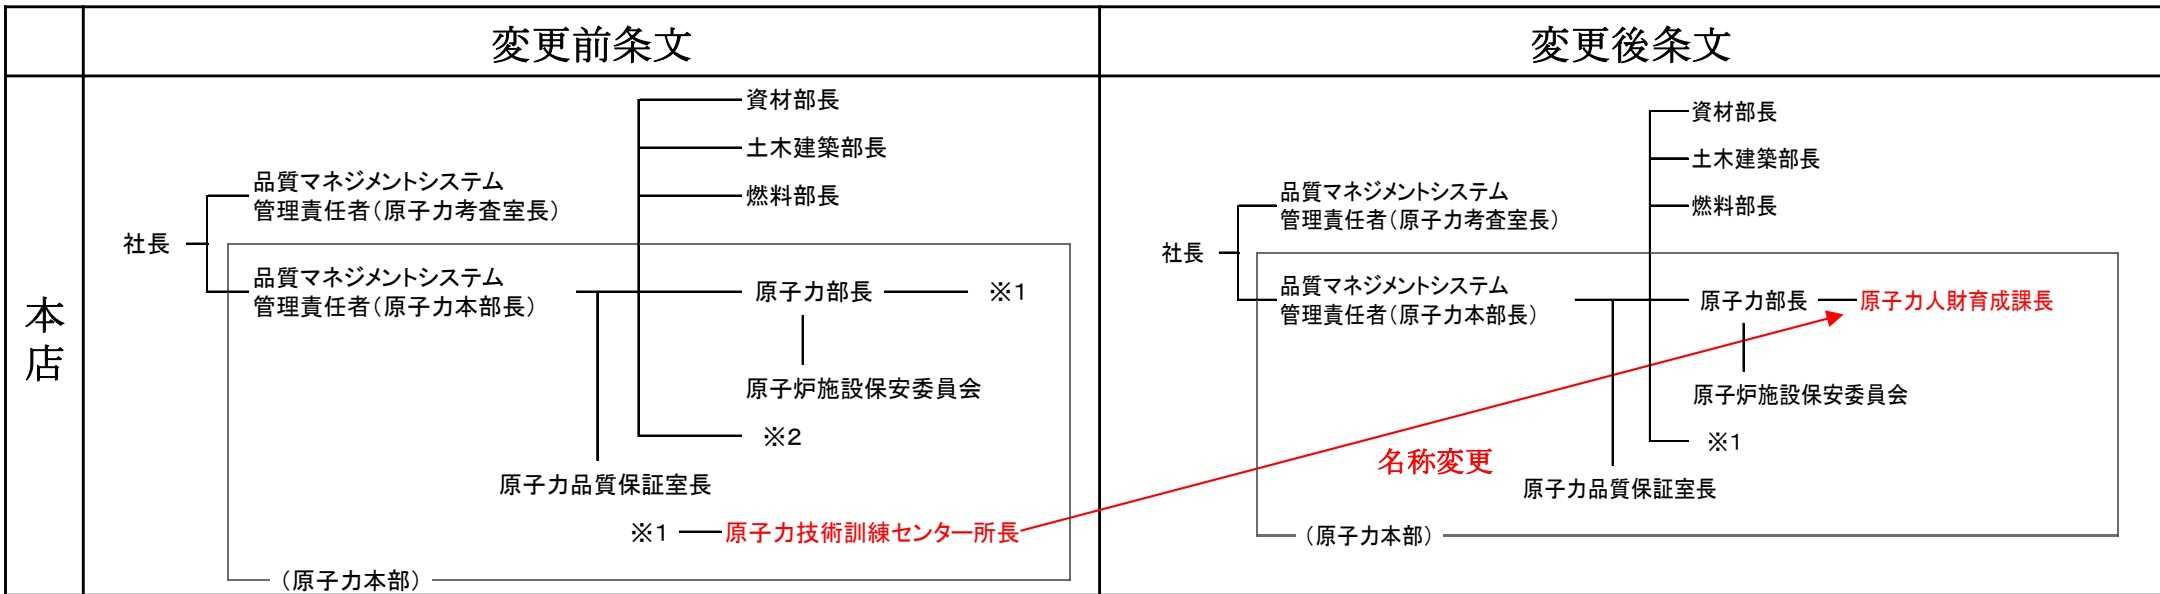 変更前条文
変更後条文
本店
資材部長
土木建築部長
燃料部長
品質マネジメントシステム
管理責任者（原子力考査室長）
社長
品質マネジメントシステム
管理責任者（原子力本部長）
原子力部長
※1
原子炉施設保安委員会
※2
原子力品質保証室長
※1
原子力技術訓練センター所長
（原子力本部）
資材部長
土木建築部長
燃料部長
品質マネジメントシステム
管理責任者（原子力考査室長）
社長
品質マネジメントシステム
管理責任者（原子力本部長）
原子力部長
原子力人財育成課長
原子炉施設保安委員会
※1
名称変更
原子力品質保証室長
（原子力本部）